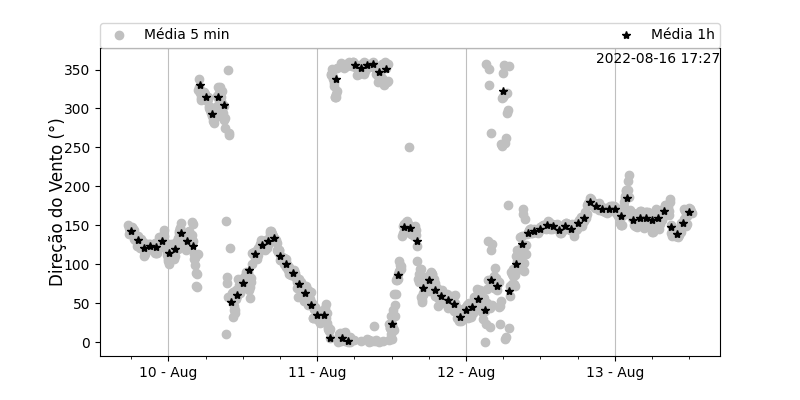 Média 5 min
Média 1h
2022-08-16 17:27
Direção do Vento (°)
350
300
250
200
150
100
50
0
10 - Aug
11 - Aug
12 - Aug
13 - Aug